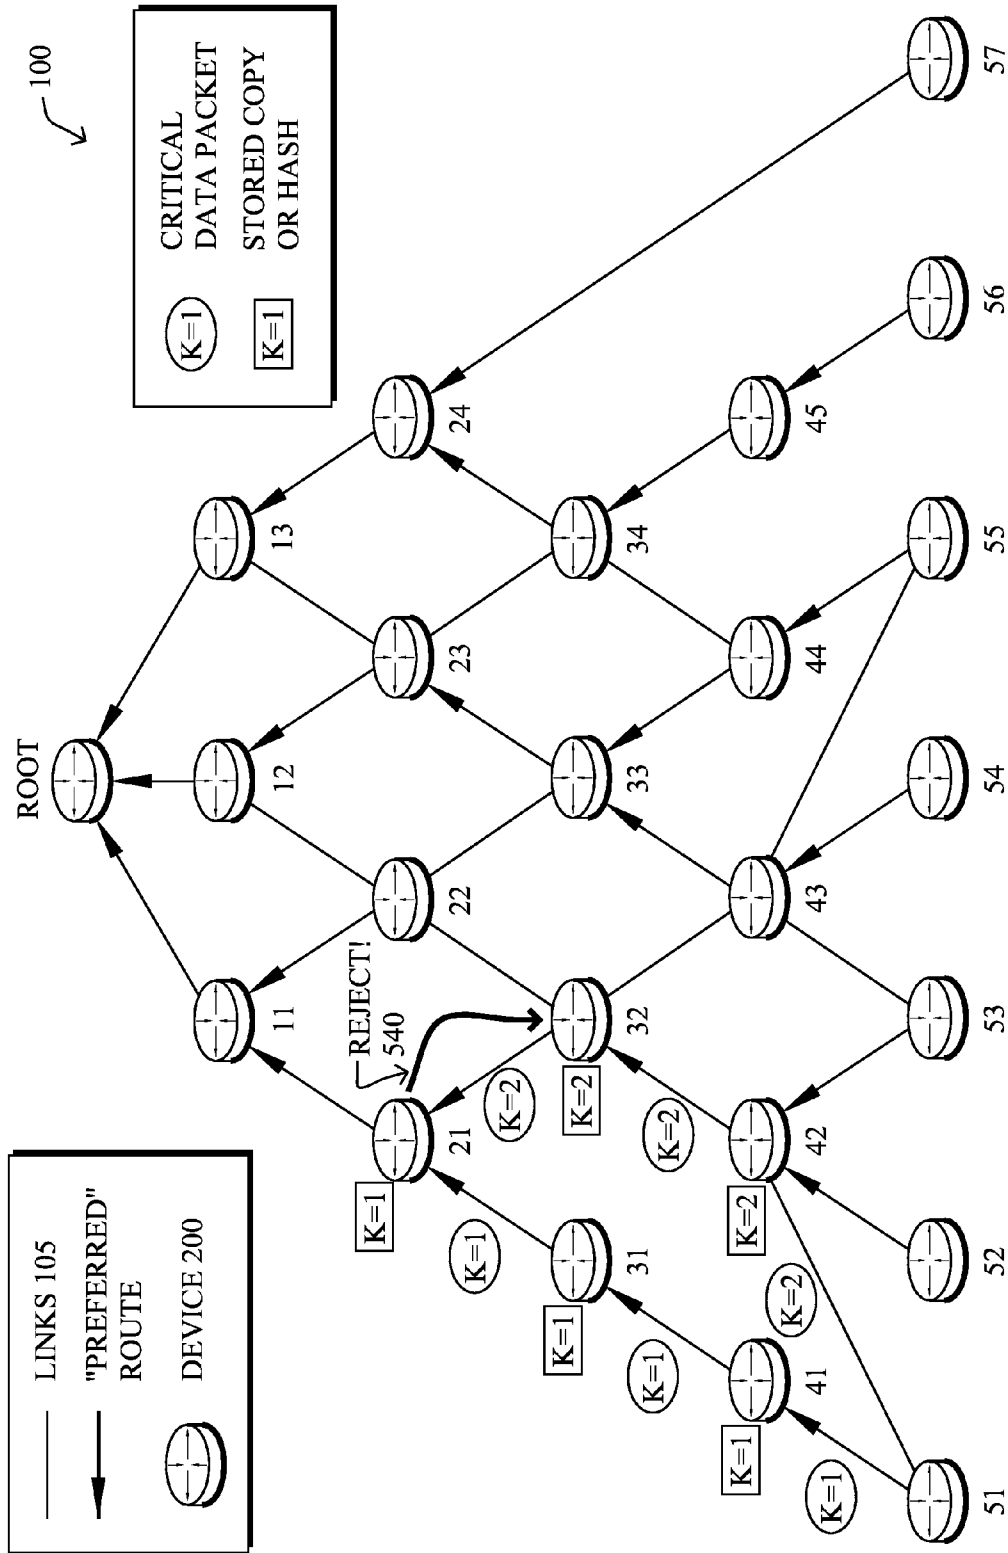 LINKS 105
"PREFERRED"
ROUTE
DEVICE 200
100
K=1
CRITICAL
DATA PACKET
K=1
STORED COPY
OR HASH
ROOT
11
12
13
REJECT!
540
K=1
21
22
23
24
K=1
K=2
K=1
31
K=2
32
33
34
K=1
K=2
K=1
41
K=2
42
43
44
45
K=1
K=2
51
52
53
54
55
56
57